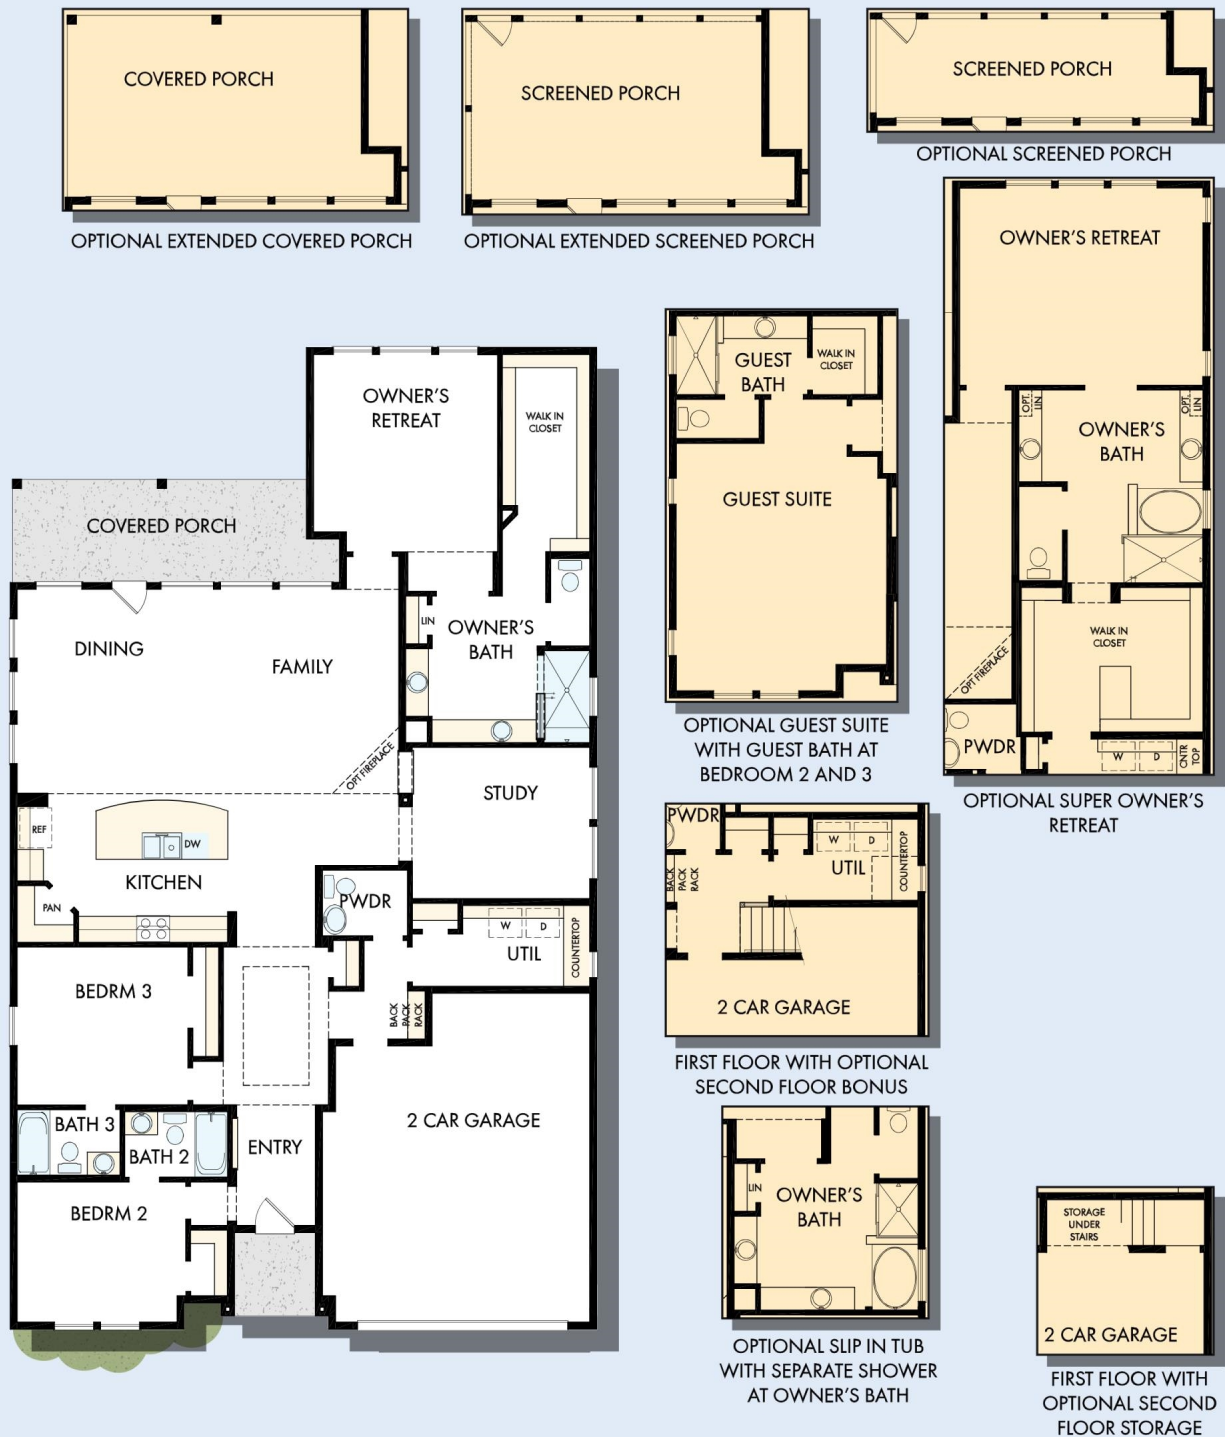 COVERED PORCH
OPTIONAL EXTENDED COVERED PORCH
SCREENED PORCH
OPTIONAL EXTENDED SCREENED PORCH
SCREENED PORCH
OPTIONAL SCREENED PORCH
OWNER'S
RETREAT
WALK IN
CLOSET
COVERED PORCH
DINING
FAMILY
LIN
OWNER'S
BATH
OPT FIREPLACE
STUDY
REF
DW
KITCHEN
PAN
PWDR
W
D
UTIL
COUNTERTOP
BEDRM 3
BACK
PACK
RACK
BATH 3
BATH 2
ENTRY
2 CAR GARAGE
BEDRM 2
GUEST
BATH
WALK IN
CLOSET
GUEST SUITE
OPTIONAL GUEST SUITE
WITH GUEST BATH AT
BEDROOM 2 AND 3
OWNER'S RETREAT
OPT.
LIN
OPT.
LIN
OWNER'S
BATH
WALK IN
CLOSET
OPT FIREPLACE
PWDR
W
D
CNTR
TOP
OPTIONAL SUPER OWNER'S
RETREAT
PWDR
W
D
BACK
PACK
RACK
UTIL
COUNTERTOP
2 CAR GARAGE
FIRST FLOOR WITH OPTIONAL
SECOND FLOOR BONUS
LIN
OWNER'S
BATH
OPTIONAL SLIP IN TUB
WITH SEPARATE SHOWER
AT OWNER'S BATH
STORAGE
UNDER
STAIRS
2 CAR GARAGE
FIRST FLOOR WITH
OPTIONAL SECOND
FLOOR STORAGE